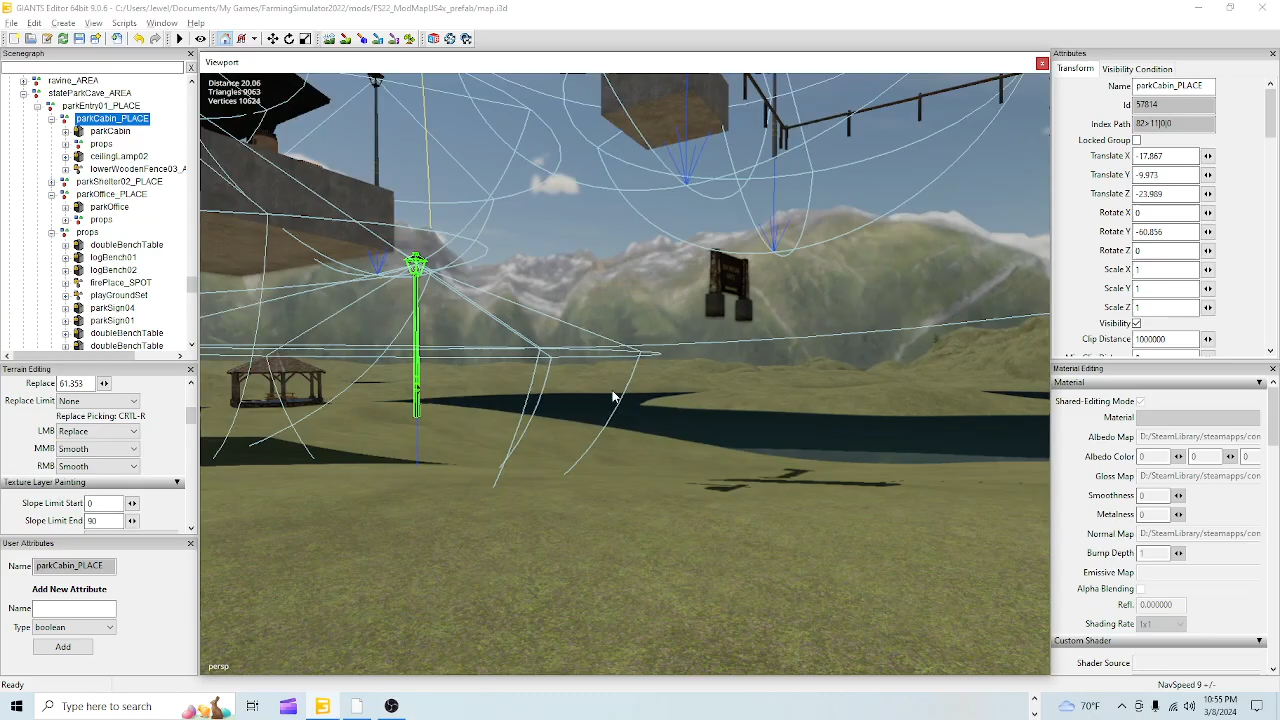 GIANTS Editor 64bit v9.0.6 - C:/Users/Jewel/Documents/My Games/FarmingSimulator2022/mods/FS22_ModMapUS4x_prefab/map.i3d
File Edit Create View Scripts Window Help
Scenegraph
x
ravine_AREA
stateParkCave_AREA
parkEntry01_PLACE
parkCabin_PLACE
parkCabin
props
ceilingLamp02
lowerWoodenFence03_A
parkShelter02_PLACE
parkOffice_PLACE
parkOffice
props
props
doubleBenchTable
logBench01
logBench02
firePlace_SPOT
playGroundSet
parkSign04
parkSign01
doubleBenchTable
Terrain Editing
Replace 61.353
Replace Limit None
Replace Picking: CRTL-R
LMB Replace
MMB Smooth
RMB Smooth
Texture Layer Painting
Slope Limit Start 0
Slope Limit End 90
User Attributes
Name parkCabin_PLACE
Add New Attribute
Name
Type boolean
Add
Ready
Viewport
Distance 20.06
Triangles 9063
Vertices 10624
persp
Attributes
Transform Visibility Condition
Name parkCabin_PLACE
Id 57814
Index Path 82>11|0|0
Locked Group
Translate X -17.867
Translate Y -9.973
Translate Z -23.989
Rotate X 0
Rotate Y -60.856
Rotate Z 0
Scale X 1
Scale Y 1
Scale Z 1
Visibility
Clip Distance 1000000
Material Editing
Material
Shared-Editing Mode
Material
Albedo Map D:/SteamLibrary/steamapps/con
Albedo Color 0 0 0
Gloss Map D:/SteamLibrary/steamapps/con
Smoothness 0
Metalness 0
Normal Map D:/SteamLibrary/steamapps/con
Bump Depth 1
Emissive Map
Alpha Blending
Refl. 0.000000
Shading Rate 1x1
Custom Shader
Shader Source
NavSpeed 9 +/-
Type here to search
70°F
10:55 PM
3/8/2024